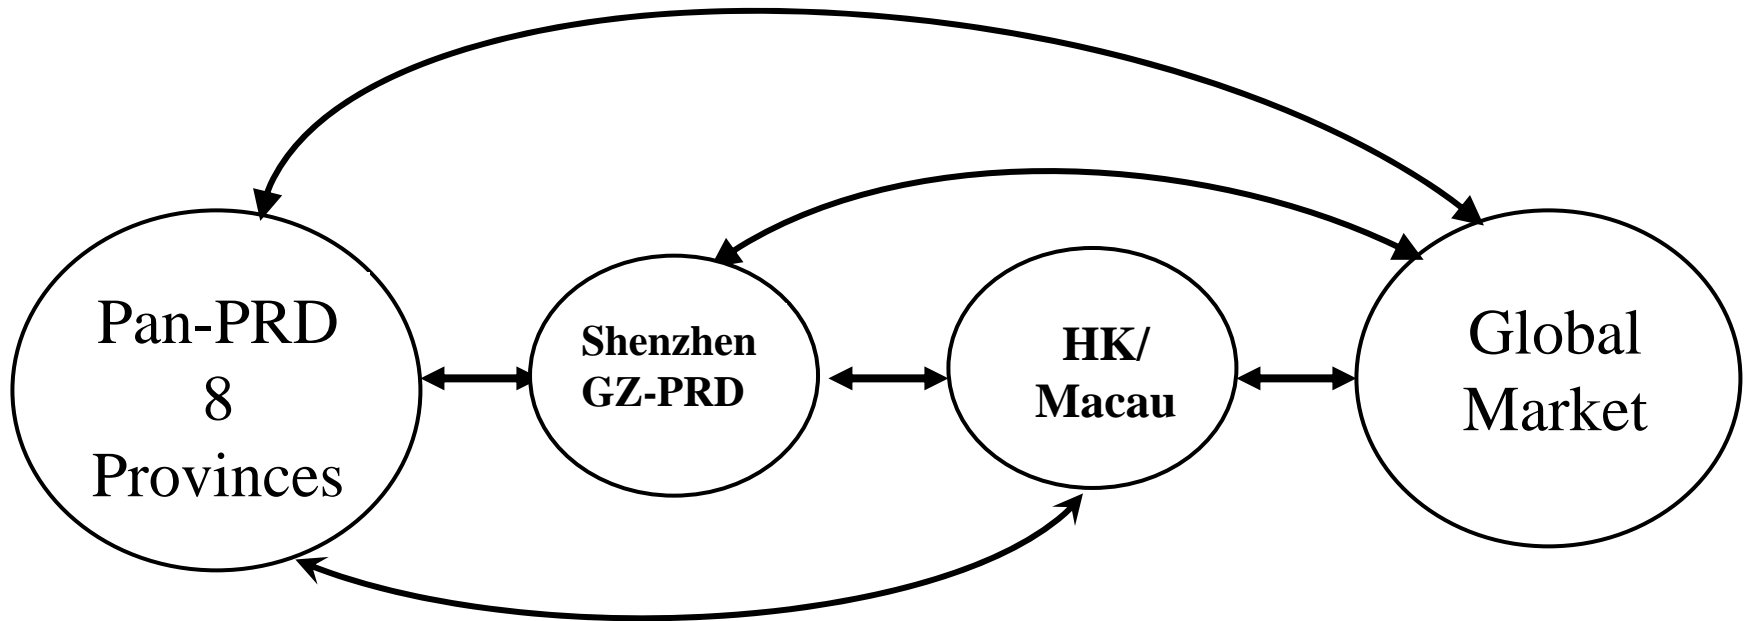 Pan-PRD
8
Provinces
Shenzhen
GZ-PRD
HK/
Macau
Global
Market